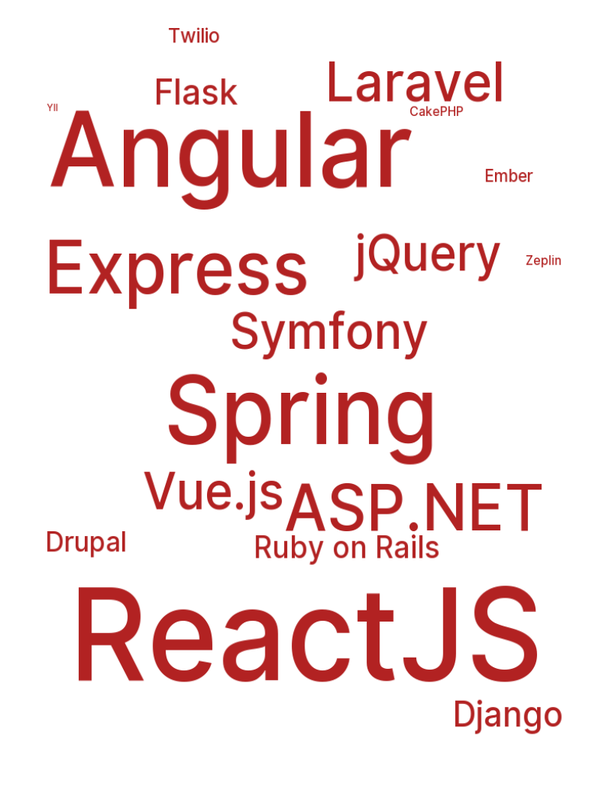 Twilio
Laravel
Flask
YII
CakePHP
Angular
Ember
Express
jQuery
Zeplin
Symfony
Spring
Vue.js
ASP.NET
Drupal
Ruby on Rails
ReactJS
Django